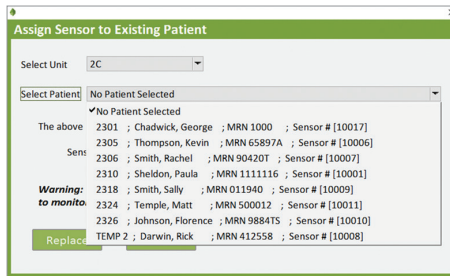 Assign Sensor to Existing Patient
Select Unit 2C
Select Patient No Patient Selected
✓No Patient Selected
2301 ; Chadwick, George ; MRN 1000 ; Sensor # [10017]
2305 ; Thompson, Kevin ; MRN 65897A ; Sensor # [10006]
2306 ; Smith, Rachel ; MRN 90420T ; Sensor # [10007]
2310 ; Sheldon, Paula ; MRN 1111116 ; Sensor # [10001]
2318 ; Smith, Sally ; MRN 011940 ; Sensor # [10009]
2324 ; Temple, Matt ; MRN 500012 ; Sensor # [10011]
2326 ; Johnson, Florence ; MRN 9884TS ; Sensor # [10010]
TEMP 2 ; Darwin, Rick ; MRN 412558 ; Sensor # [10008]
The above
Sens
Warning:
to monito
Replace